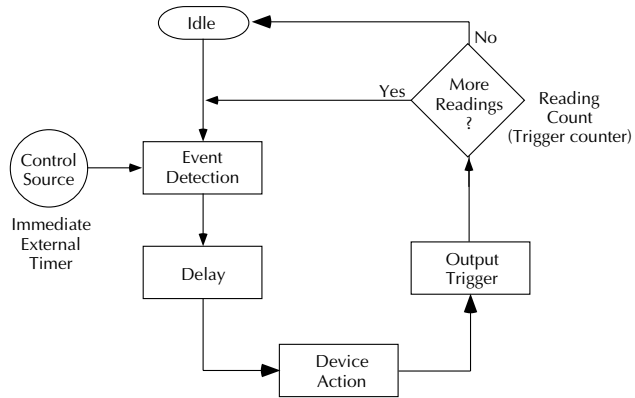 Idle
No
Yes
More
Readings
?
Reading
Count
(Trigger counter)
Control
Source
Event
Detection
Immediate
External
Timer
Delay
Output
Trigger
Device
Action